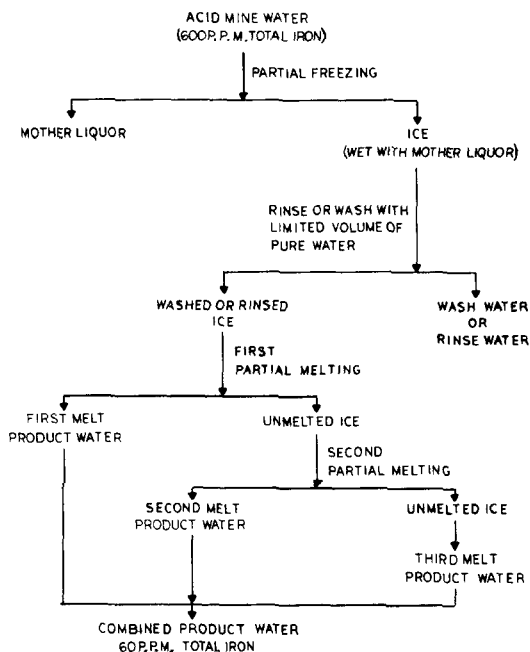 ACID MINE WATER
(600P.P.M. TOTAL IRON)
PARTIAL FREEZING
MOTHER LIQUOR
ICE
(WET WITH MOTHER LIQUOR)
RINSE OR WASH WITH
LIMITED VOLUME OF
PURE WATER
WASHED OR RINSED
ICE
WASH WATER
OR
RINSE WATER
FIRST
PARTIAL MELTING
FIRST MELT
PRODUCT WATER
UNMELTED ICE
SECOND
PARTIAL MELTING
SECOND MELT
PRODUCT WATER
UNMELTED ICE
THIRD MELT
PRODUCT WATER
COMBINED PRODUCT WATER
60P.P.M. TOTAL IRON